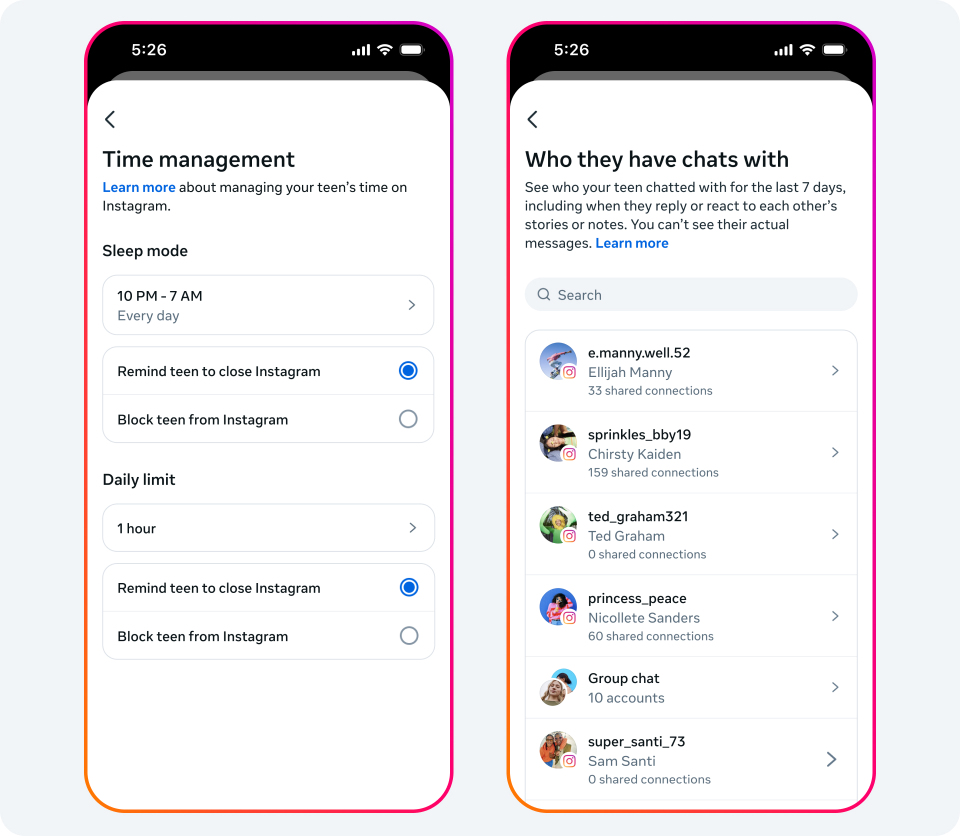 5:26
Time management
Learn more about managing your teen’s time on
Instagram.
Sleep mode
10 PM - 7 AM
Every day
Remind teen to close Instagram
Block teen from Instagram
Daily limit
1 hour
Remind teen to close Instagram
Block teen from Instagram
5:26
Who they have chats with
See who your teen chatted with for the last 7 days,
including when they reply or react to each other’s
stories or notes. You can’t see their actual
messages. Learn more
Search
e.manny.well.52
Ellijah Manny
33 shared connections
sprinkles_bby19
Chirsty Kaiden
159 shared connections
ted_graham321
Ted Graham
0 shared connections
princess_peace
Nicollete Sanders
60 shared connections
Group chat
10 accounts
super_santi_73
Sam Santi
0 shared connections